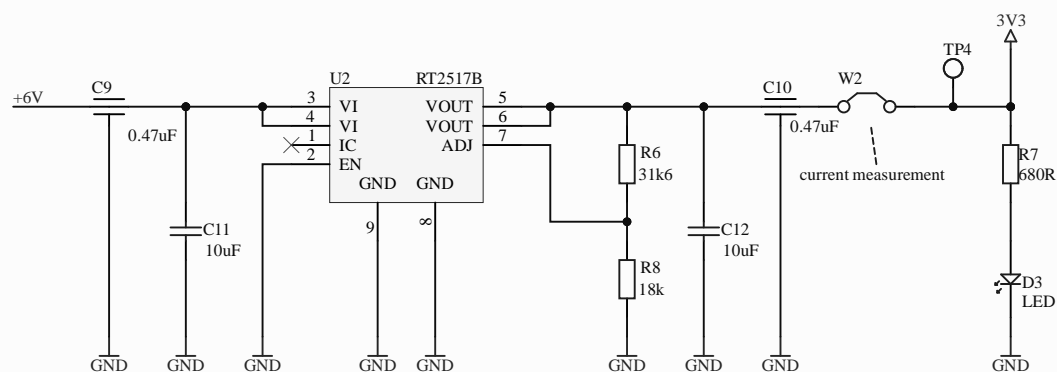 3V3
TP4
U2 RT2517B
C9 C10 W2
+6V
3 VI VOUT 5
4 VI VOUT 6
1 IC ADJ 7
2 EN
0.47uF 0.47uF
R6
31k6
R7
680R
current measurement
GND GND
9 8
C11
10uF
C12
10uF
R8
18k
D3
LED
GND GND GND GND GND GND GND GND GND